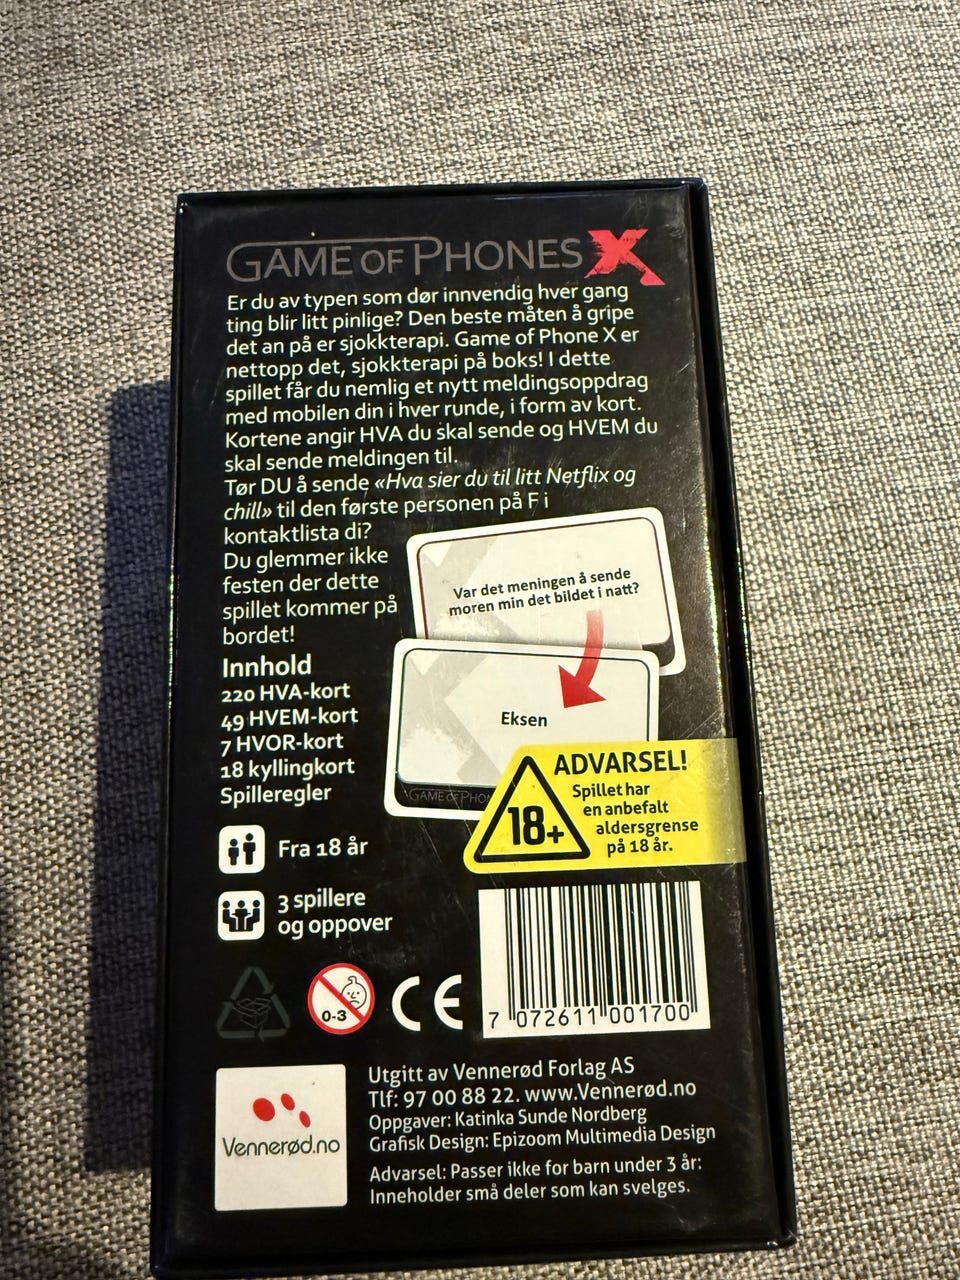 GAME OF PHONES X
Er du av typen som dør innvendig hver gang
ting blir litt pinlige? Den beste måten å gripe
det an på er sjokkterapi. Game of Phone X er
nettopp det, sjokkterapi på boks! I dette
spillet får du nemlig et nytt meldingsoppdrag
med mobilen din i hver runde, i form av kort.
Kortene angir HVA du skal sende og HVEM du
skal sende meldingen til.
Tør DU å sende «Hva sier du til litt Netflix og
chill» til den første personen på F i
kontaktlista di?
Du glemmer ikke
festen der dette
spillet kommer på
bordet!
Var det meningen å sende
moren min det bildet i natt?
Eksen
GAME OF PHO
Innhold
220 HVA-kort
49 HVEM-kort
7 HVOR-kort
18 kyllingkort
Spilleregler
ADVARSEL!
Spillet har
en anbefalt
aldersgrense
på 18 år.
18+
Fra 18 år
3 spillere
og oppover
0-3
CE
7 072611 001700
Vennerød.no
Utgitt av Vennerød Forlag AS
Tlf: 97 00 88 22. www.Vennerød.no
Oppgaver: Katinka Sunde Nordberg
Grafisk Design: Epizoom Multimedia Design
Advarsel: Passer ikke for barn under 3 år:
Inneholder små deler som kan svelges.